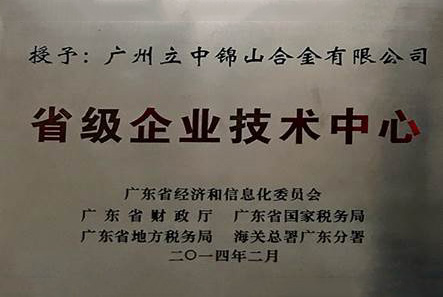 授予：广州立中锦山合金有限公司
省级企业技术中心
广东省经济和信息化委员会
广东省财政厅 广东省国家税务局
广东省地方税务局 海关总署广东分署
二〇一四年二月